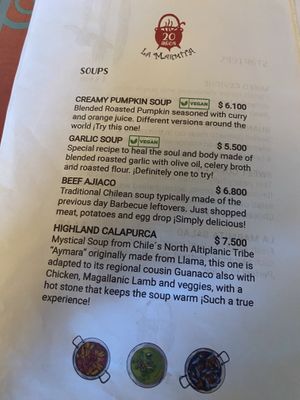 20
AÑOS
LA MARMITA
SOUPS
CREAMY PUMPKIN SOUP VEGAN $ 6.100
Blended Roasted Pumpkin seasoned with curry
and orange juice. Different versions around the
world ¡Try this one!
GARLIC SOUP VEGAN $ 5.500
Special recipe to heal the soul and body made of
blended roasted garlic with olive oil, celery broth
and roasted flour. ¡Definitely one to try!
BEEF AJIACO $ 6.800
Traditional Chilean soup typically made of the
previous day Barbecue leftovers. Just shopped
meat, potatoes and egg drop ¡Simply delicious!
HIGHLAND CALAPURCA $ 7.500
Mystical Soup from Chile´s North Altiplanic Tribe
“Aymara” originally made from Llama, this one is
adapted to its regional cousin Guanaco also with
Chicken, Magallanic Lamb and veggies, with a
hot stone that keeps the soup warm ¡Such a true
experience!